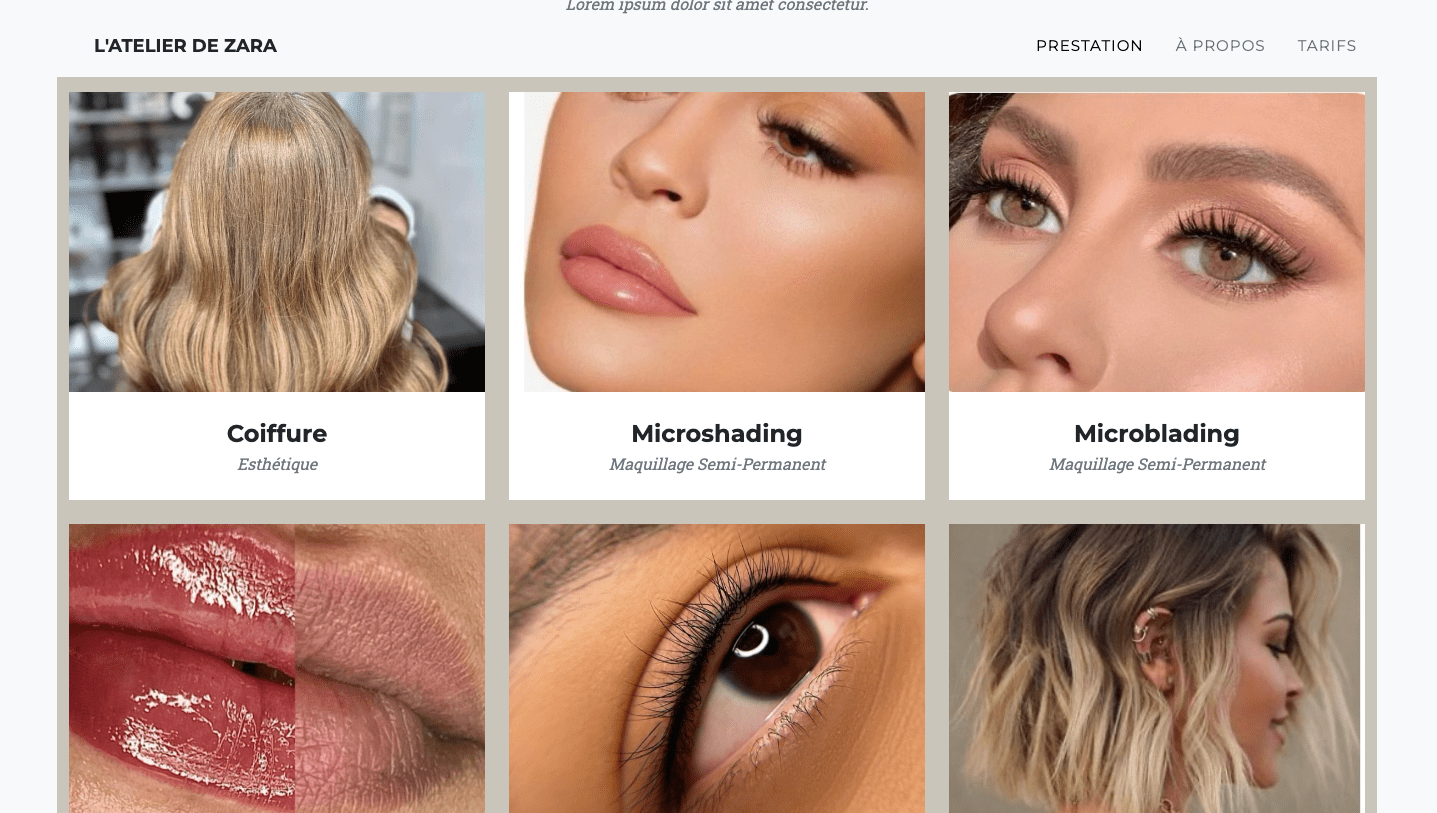 Lorem ipsum dolor sit amet consectetur.
L'ATELIER DE ZARA
PRESTATION
À PROPOS
TARIFS
Coiffure
Esthétique
Microshading
Maquillage Semi-Permanent
Microblading
Maquillage Semi-Permanent